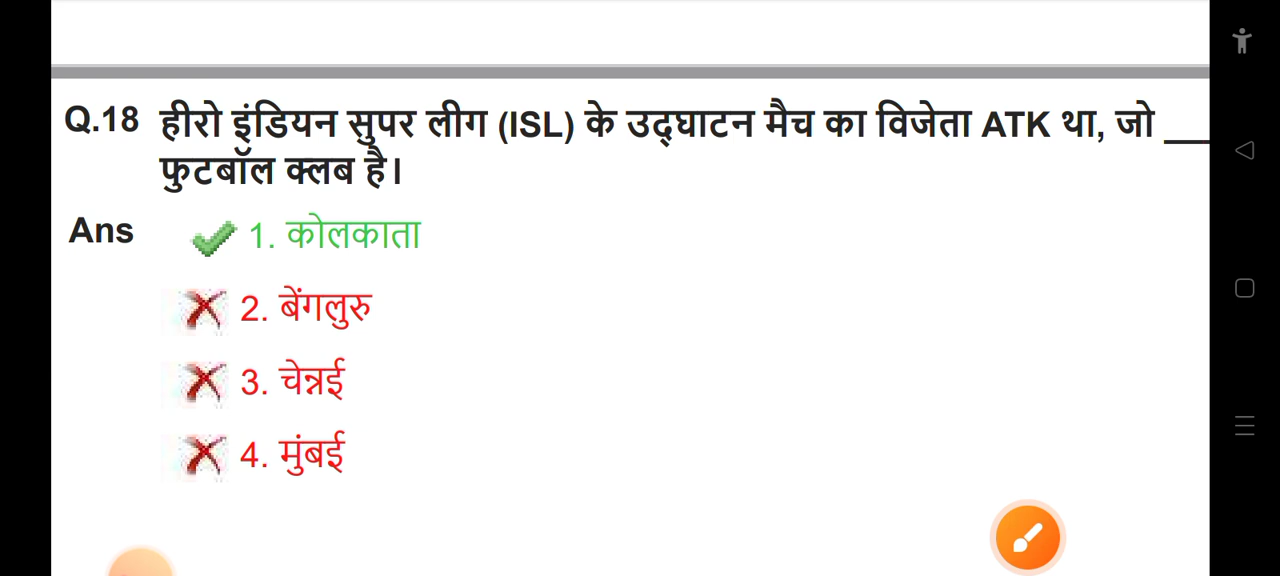 Q.18 हीरो इंडियन सुपर लीग (ISL) के उद्घाटन मैच का विजेता ATK था, जो ___
फुटबॉल क्लब है।
Ans 1. कोलकाता
2. बेंगलुरु
3. चेन्नई
4. मुंबई